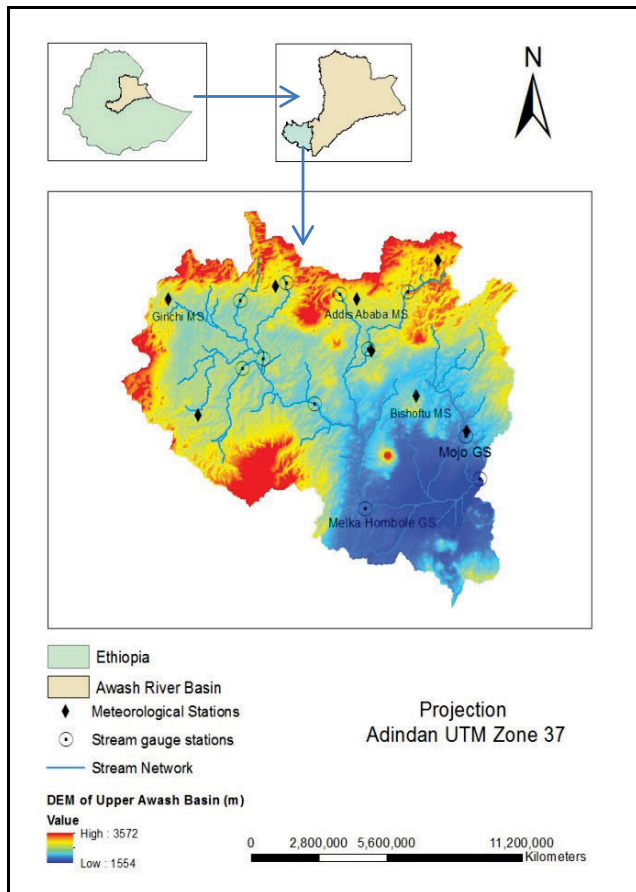 N
Ginchi MS
Addis Ababa MS
Bishoftu MS
Mojo GS
Melka Hombole GS
Ethiopia
Awash River Basin
Meteorological Stations
Stream gauge stations
Stream Network
Projection
Adindan UTM Zone 37
DEM of Upper Awash Basin (m)
Value
High : 3572
Low : 1554
0 2,800,000 5,600,000 11,200,000
Kilometers